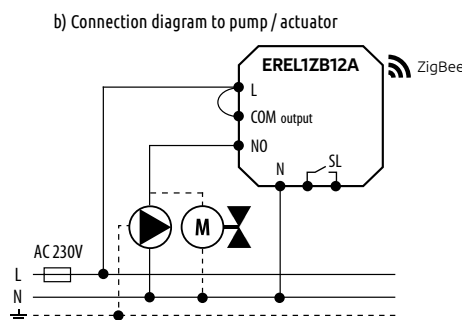 b) Connection diagram to pump / actuator
EREL1ZB12A
ZigBee
L
COM output
NO
N
SL
M
AC 230V
L
N